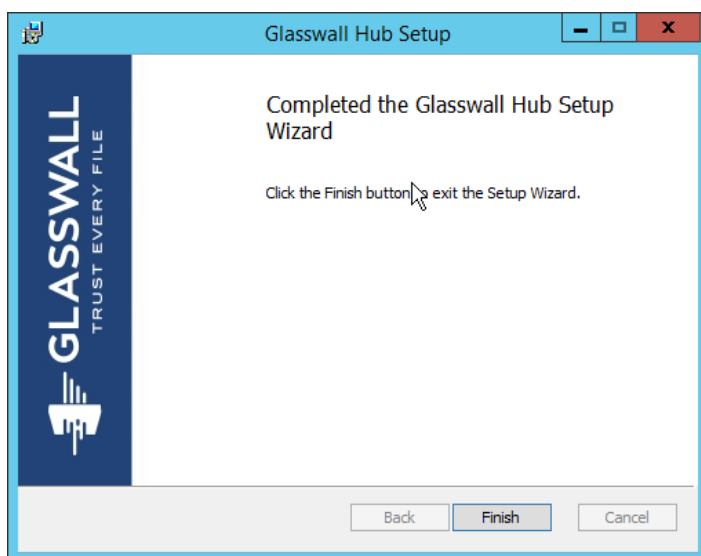 Glasswall Hub Setup
GLASSWALL
TRUST EVERY FILE
Completed the Glasswall Hub Setup
Wizard
Click the Finish button exit the Setup Wizard.
Back
Finish
Cancel